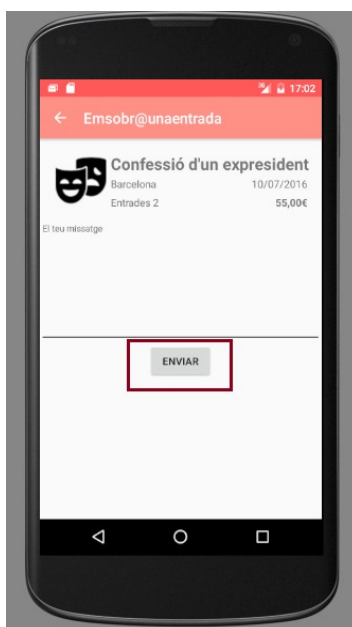 17:02
Emsobr@unaentrada
Confessió d'un expresident
Barcelona 10/07/2016
Entrades 2 55,00€
El teu missatge
ENVIAR